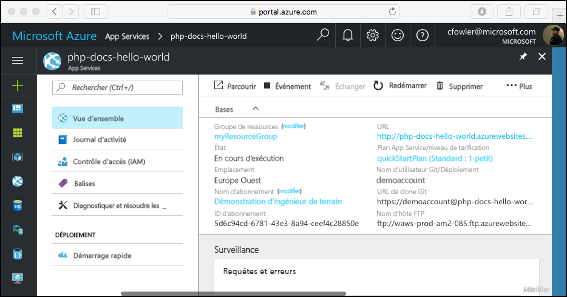 portal.azure.com
Microsoft Azure App Services > php-docs-hello-world
cfowler@microsoft.com
MICROSOFT
php-docs-hello-world
App Services
Rechercher (Ctrl+/)
Vue d'ensemble
Journal d'activité
Contrôle d'accès (IAM)
Balises
Diagnostiquer et résoudre les ...
DÉPLOIEMENT
Démarrage rapide
Parcourir
Événement
Échanger
Redémarrer
Supprimer
... Plus
Bases
Groupe de ressources (modifier)
myResourceGroup
État
En cours d'exécution
Emplacement
Europe Ouest
Nom d'abonnement (modifier)
Démonstration d'ingénieur de terrain
ID d'abonnement
5d6c94cd-6781-43e3-8a94-ceef4c28850e
URL
http://php-docs-hello-world.azurewebsites,...
Plan App Service/niveau de tarification
quickStartPlan (Standard : 1 petit)
Nom d'utilisateur Git/Déploiement
demoaccount
URL de clone Git
https://demoaccount@php-docs-hello-wor...
Nom d'hôte FTP
ftp://waws-prod-am2-085.ftp.azurewebsite...
Surveillance
Requêtes et erreurs
Modifier